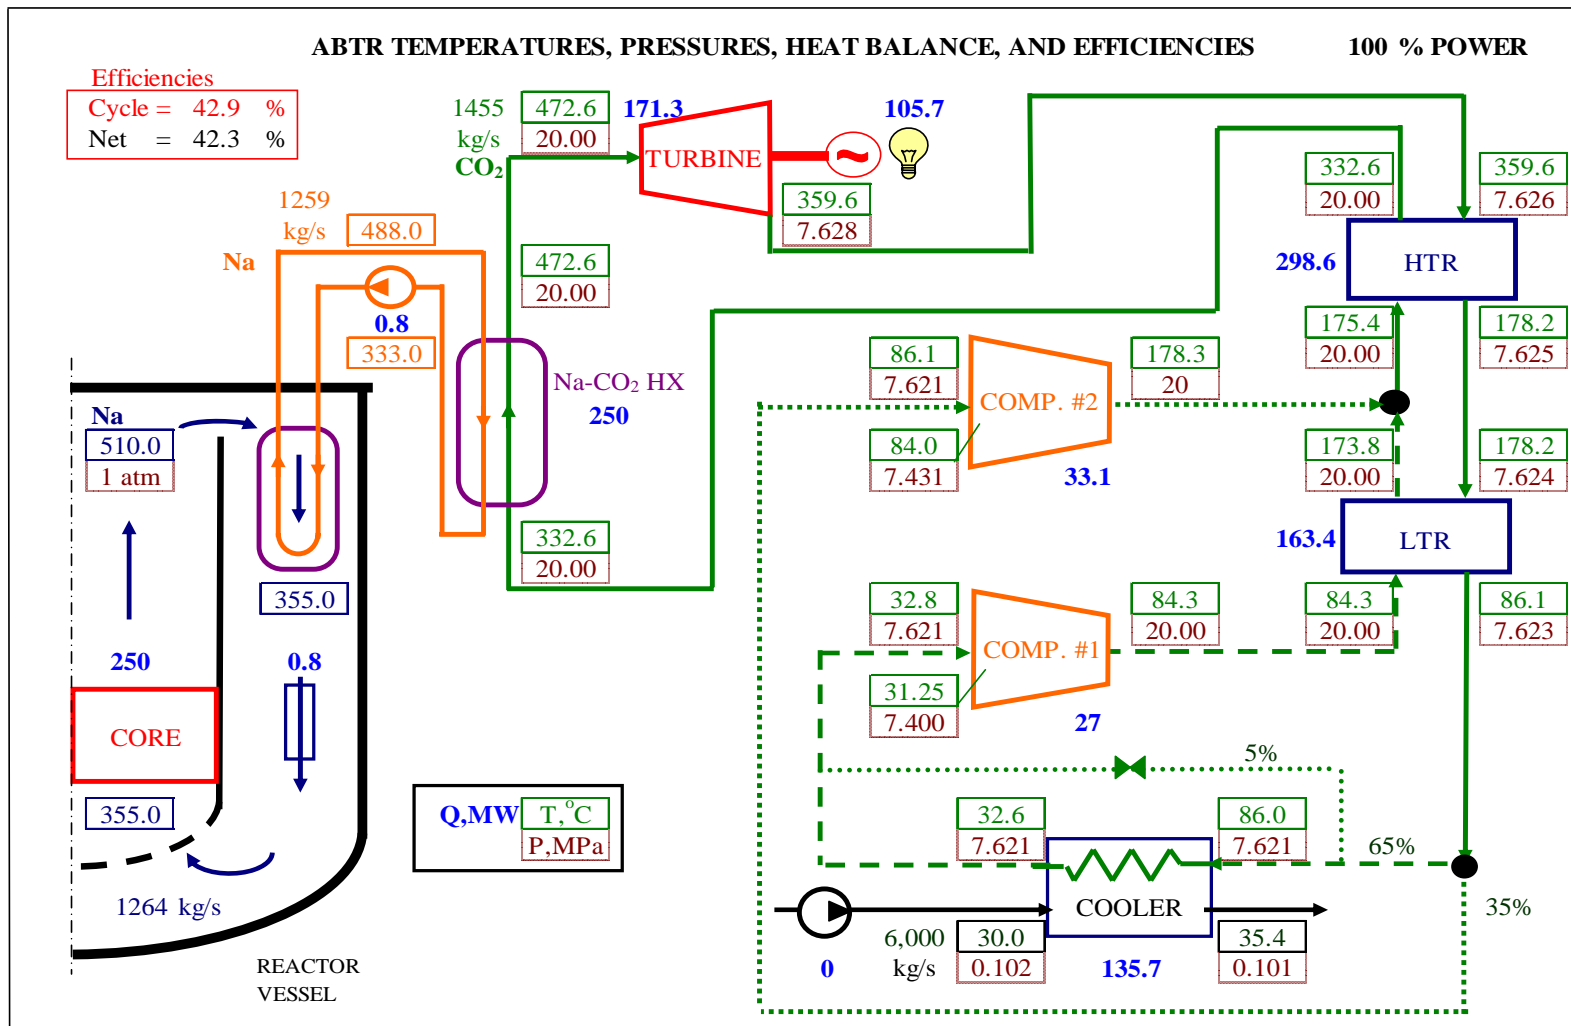 ABTR TEMPERATURES, PRESSURES, HEAT BALANCE, AND EFFICIENCIES 100 % POWER
Efficiencies
Cycle = 42.9 %
Net = 42.3 %
1455
kg/s
CO₂
472.6
20.00
171.3
TURBINE
~
105.7
359.6
7.628
332.6
20.00
359.6
7.626
HTR
298.6
1259
kg/s
488.0
Na
0.8
333.0
472.6
20.00
Na-CO₂ HX
250
332.6
20.00
175.4
20.00
178.2
7.625
86.1
7.621
COMP. #2
178.3
20
84.0
7.431
33.1
173.8
20.00
178.2
7.624
LTR
163.4
Na
510.0
1 atm
355.0
250
0.8
CORE
355.0
1264 kg/s
REACTOR
VESSEL
32.8
7.621
COMP. #1
84.3
20.00
84.3
20.00
86.1
7.623
31.25
7.400
27
5%
Q,MW
T,°C
P,MPa
32.6
7.621
86.0
7.621
65%
35%
COOLER
6,000
kg/s
0
30.0
0.102
135.7
35.4
0.101